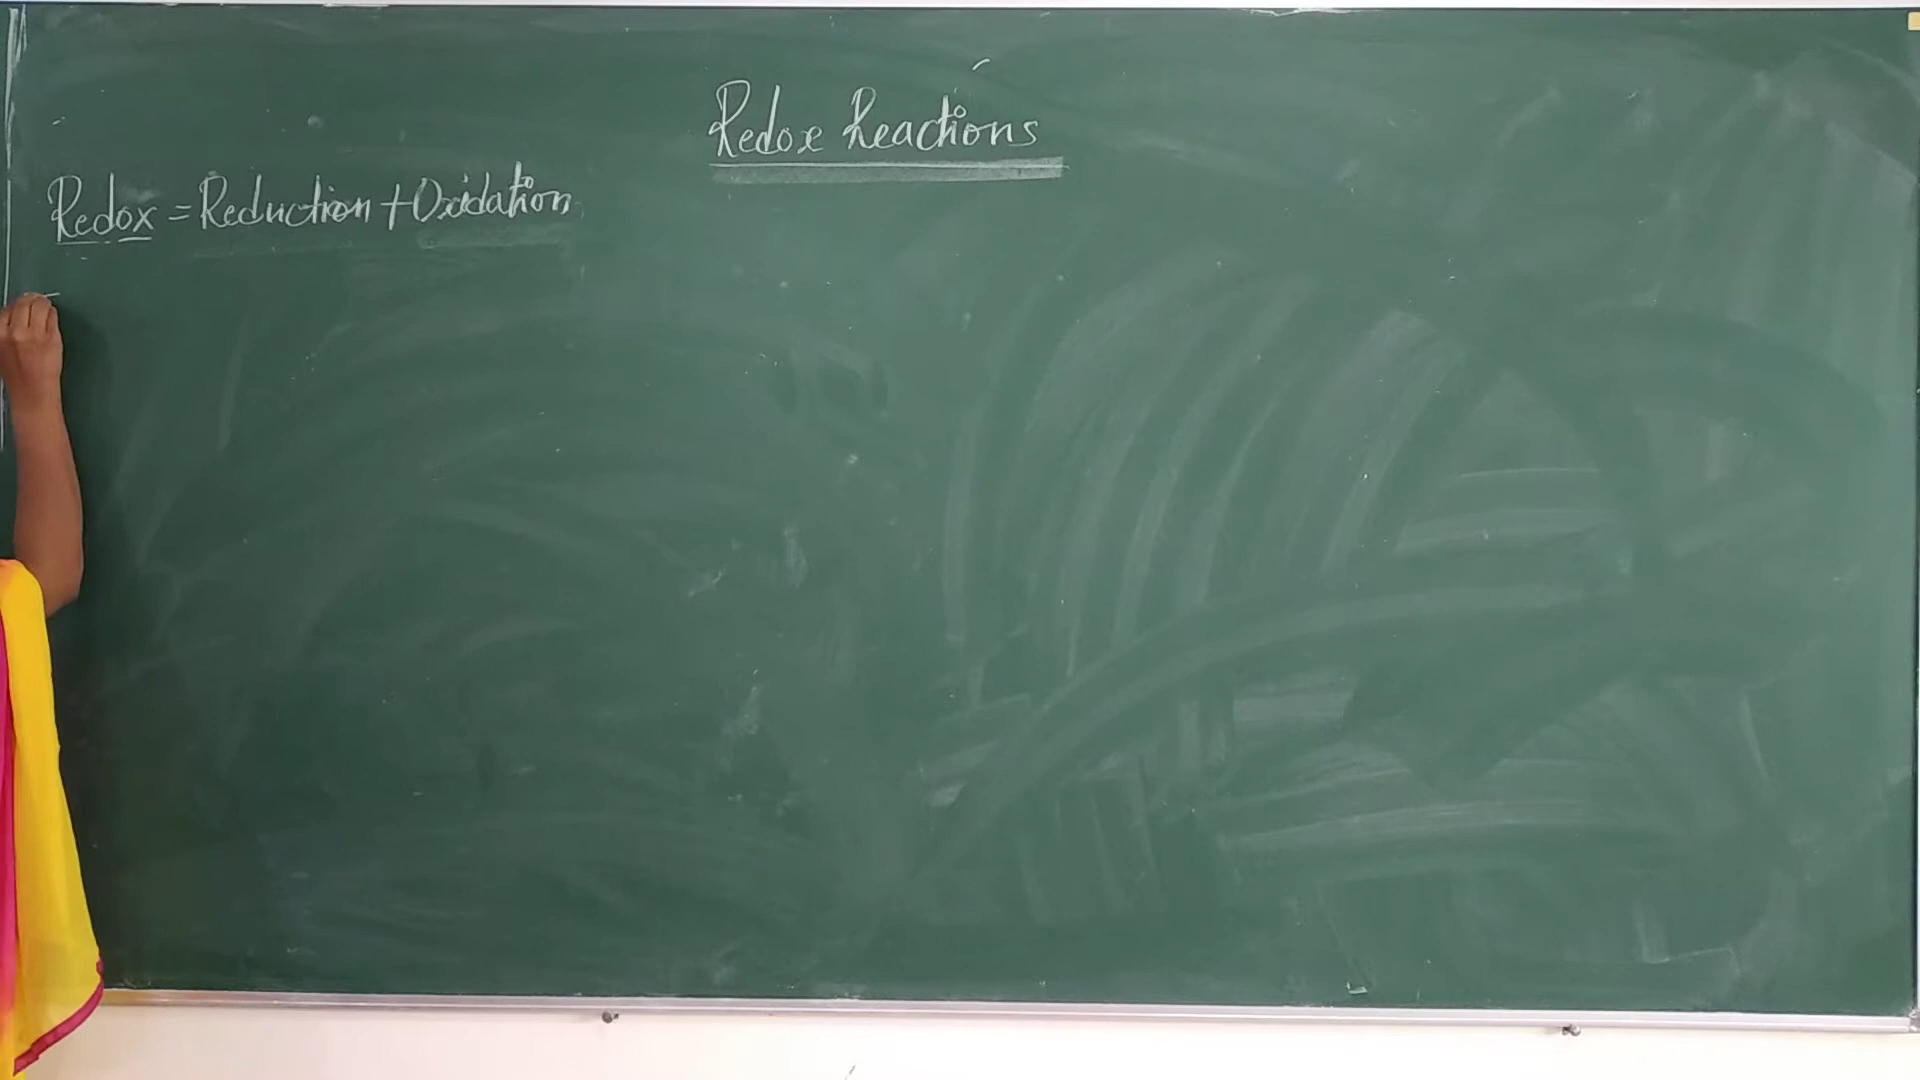 Redox Reactions
Redox = Reduction + Oxidation